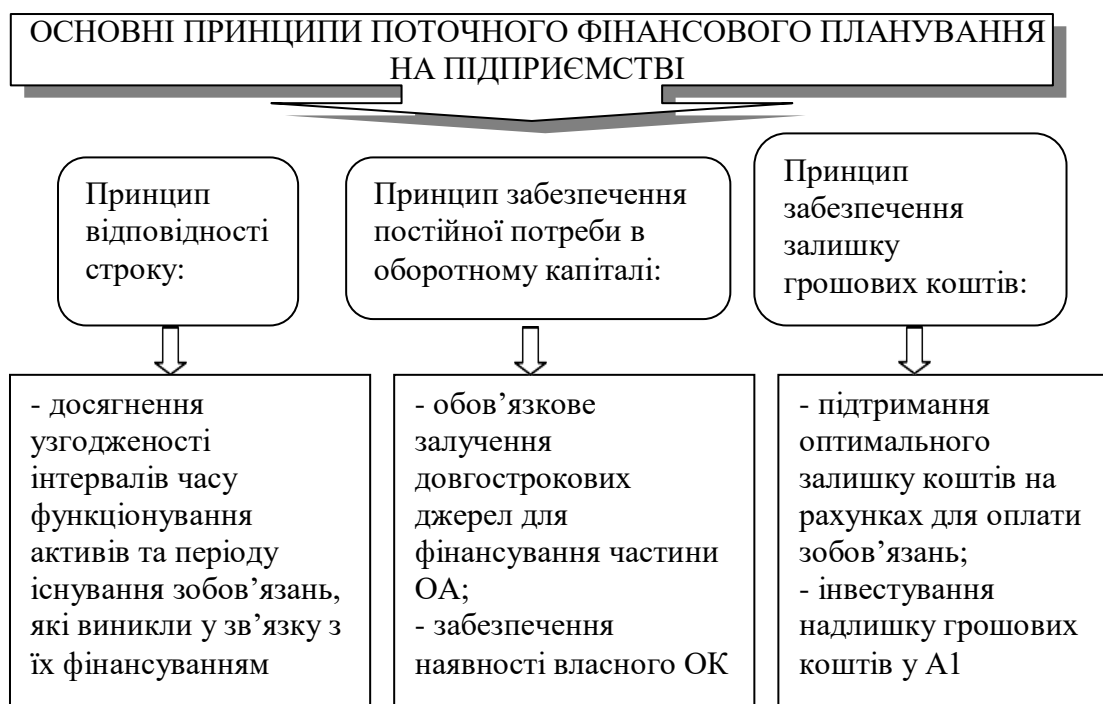 ОСНОВНІ ПРИНЦИПИ ПОТОЧНОГО ФІНАНСОВОГО ПЛАНУВАННЯ
НА ПІДПРИЄМСТВІ
Принцип
відповідності
строку:
Принцип забезпечення
постійної потреби в
оборотному капіталі:
Принцип
забезпечення
залишку
грошових коштів:
- досягнення
узгодженості
інтервалів часу
функціонування
активів та періоду
існування зобов’язань,
які виникли у зв’язку з
їх фінансуванням
- обов’язкове
залучення
довгострокових
джерел для
фінансування частини
ОА;
- забезпечення
наявності власного ОК
- підтримання
оптимального
залишку коштів на
рахунках для оплати
зобов’язань;
- інвестування
надлишку грошових
коштів у А1